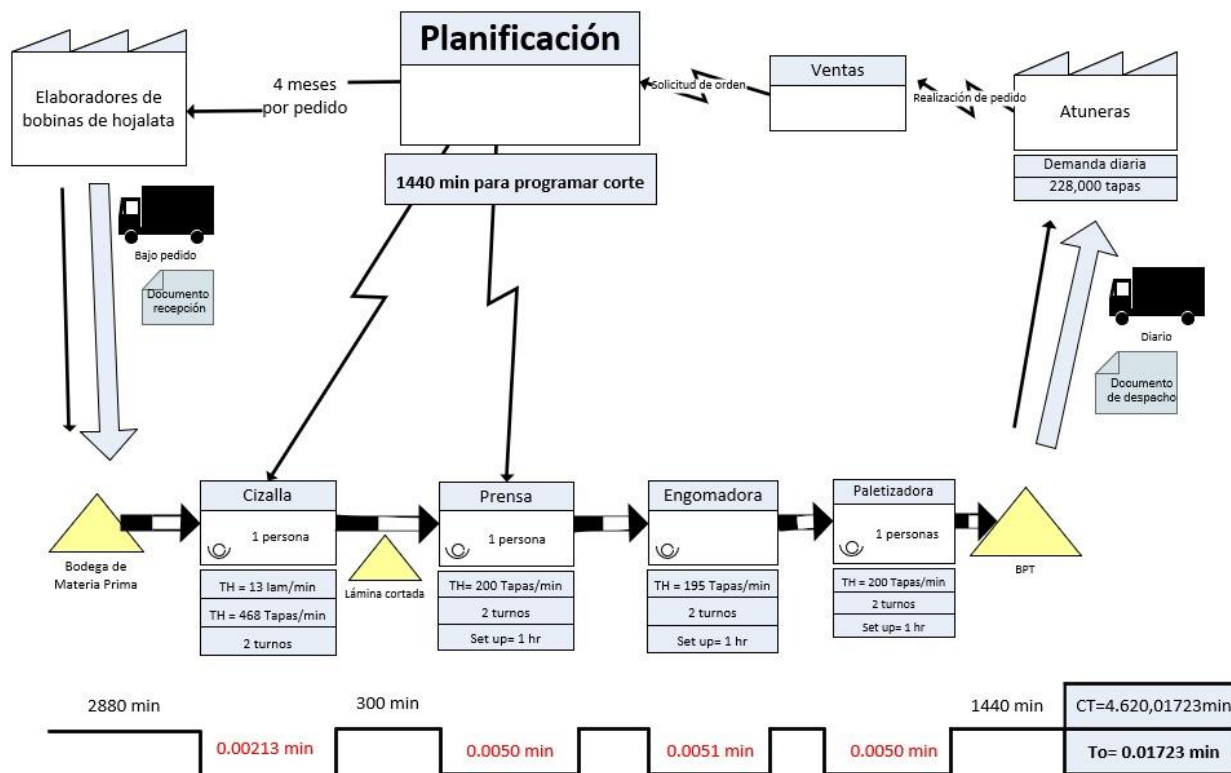 Planificación
Elaboradores de
bobinas de hojalata
4 meses
por pedido
Solicitud de orden
Ventas
Realización de pedido
Atuneras
1440 min para programar corte
Demanda diaria
228,000 tapas
Bajo pedido
Documento
recepción
Diario
Documento
de despacho
Bodega de
Materia Prima
Cizalla
1 persona
TH = 13 lam/min
TH = 468 Tapas/min
2 turnos
Lámina cortada
Prensa
1 persona
TH= 200 Tapas/min
2 turnos
Set up= 1 hr
Engomadora
TH = 195 Tapas/min
2 turnos
Set up= 1 hr
Paletizadora
1 personas
TH = 200 Tapas/min
2 turnos
Set up= 1 hr
BPT
2880 min
0.00213 min
300 min
0.0050 min
0.0051 min
0.0050 min
1440 min
CT=4.620,01723min
To= 0.01723 min